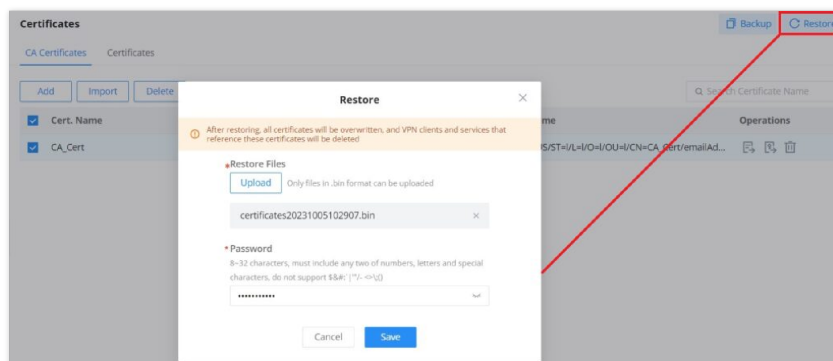 Certificates
Backup
Restore
CA Certificates
Certificates
Add
Import
Delete
Search Certificate Name
Cert. Name
me
Operations
CA_Cert
S/ST=l/L=l/O=l/OU=l/CN=CA_Cert/emailAd...
Restore
After restoring, all certificates will be overwritten, and VPN clients and services that
reference these certificates will be deleted
*Restore Files
Upload
Only files in .bin format can be uploaded
certificates20231005102907.bin
*Password
8~32 characters, must include any two of numbers, letters and special
characters, do not support
Cancel
Save